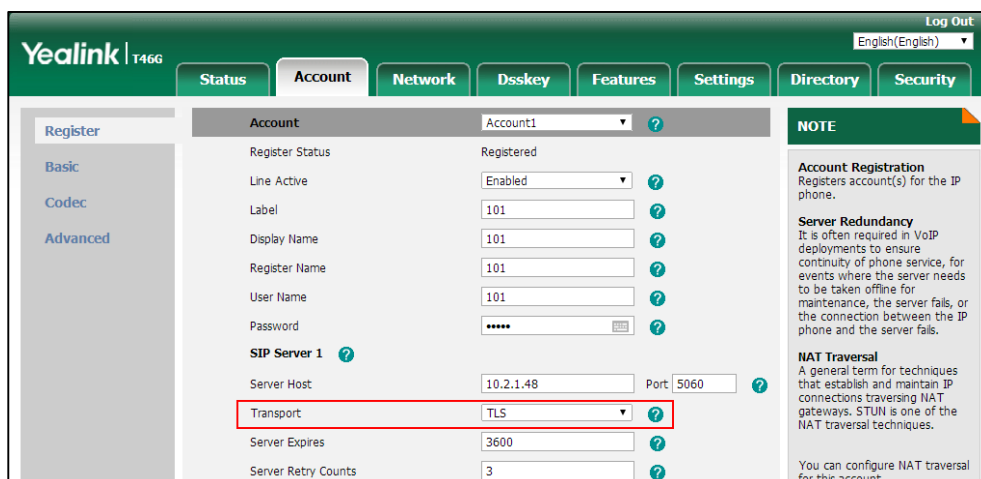 Log Out
Yealink T46G
English(English)
Status
Account
Network
Dsskey
Features
Settings
Directory
Security
Register
Basic
Codec
Advanced
Account Account1
Register Status Registered
Line Active Enabled
Label 101
Display Name 101
Register Name 101
User Name 101
Password •••••
SIP Server 1
Server Host 10.2.1.48 Port 5060
Transport TLS
Server Expires 3600
Server Retry Counts 3
NOTE
Account Registration
Registers account(s) for the IP
phone.
Server Redundancy
It is often required in VoIP
deployments to ensure
continuity of phone service, for
events where the server needs
to be taken offline for
maintenance, the server fails, or
the connection between the IP
phone and the server fails.
NAT Traversal
A general term for techniques
that establish and maintain IP
connections traversing NAT
gateways. STUN is one of the
NAT traversal techniques.
You can configure NAT traversal
for this account